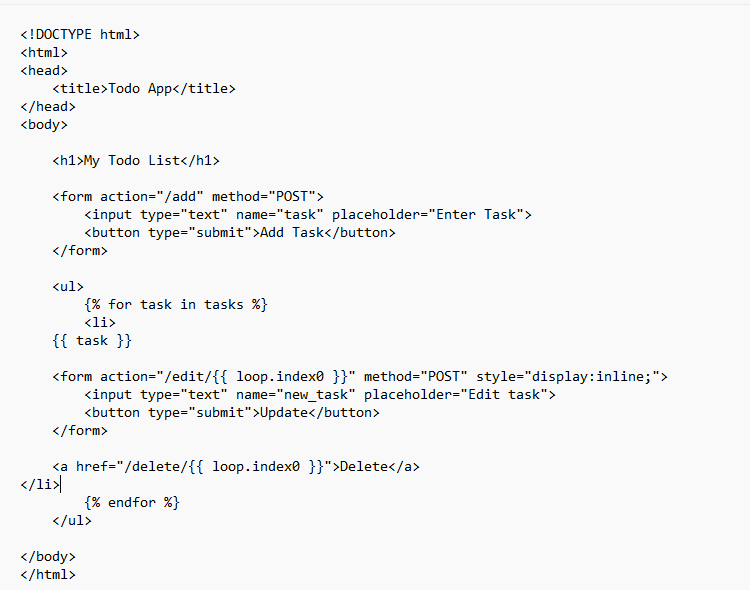 <!DOCTYPE html>
<html>
<head>
    <title>Todo App</title>
</head>
<body>

    <h1>My Todo List</h1>

    <form action="/add" method="POST">
        <input type="text" name="task" placeholder="Enter Task">
        <button type="submit">Add Task</button>
    </form>

    <ul>
        {% for task in tasks %}
        <li>
    {{ task }}

    <form action="/edit/{{ loop.index0 }}" method="POST" style="display:inline;">
        <input type="text" name="new_task" placeholder="Edit task">
        <button type="submit">Update</button>
    </form>

    <a href="/delete/{{ loop.index0 }}">Delete</a>
</li>
        {% endfor %}
    </ul>

</body>
</html>